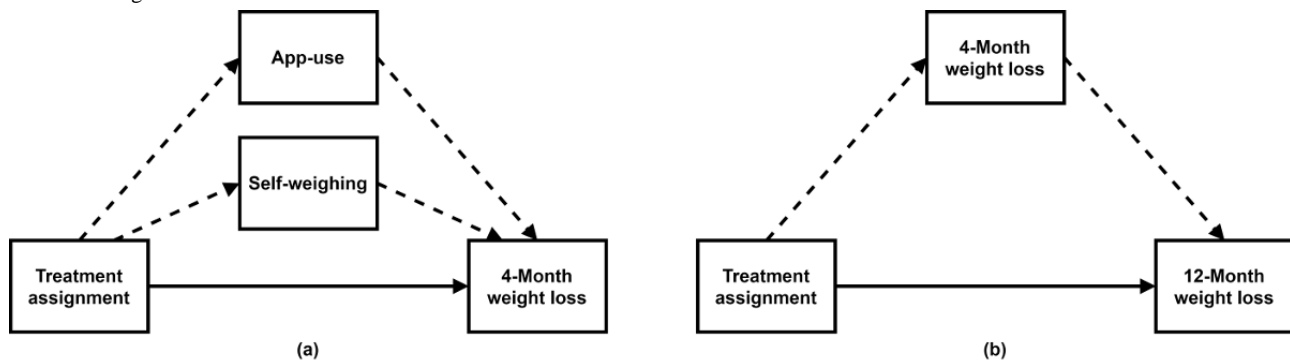 App-use
Self-weighing
Treatment
assignment
4-Month
weight loss
(a)
4-Month
weight loss
Treatment
assignment
12-Month
weight loss
(b)